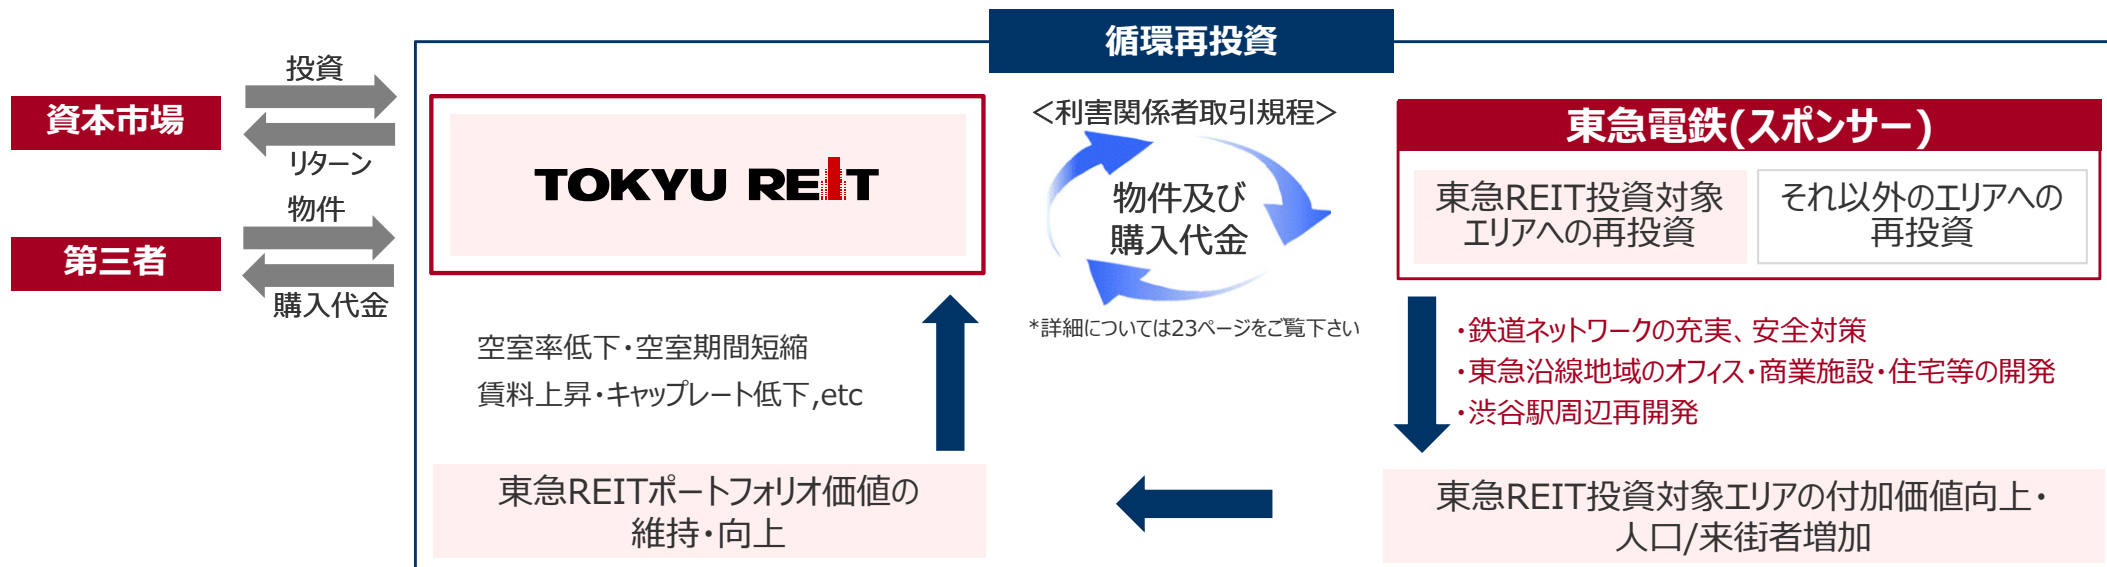 循環再投資
投資
資本市場
リターン
物件
第三者
購入代金
TOKYU REIT
＜利害関係者取引規程＞
物件及び
購入代金
*詳細については23ページをご覧下さい
東急電鉄(スポンサー)
東急REIT投資対象
エリアへの再投資
それ以外のエリアへの
再投資
・鉄道ネットワークの充実、安全対策
・東急沿線地域のオフィス・商業施設・住宅等の開発
・渋谷駅周辺再開発
空室率低下・空室期間短縮
賃料上昇・キャップレート低下,etc
東急REITポートフォリオ価値の
維持・向上
東急REIT投資対象エリアの付加価値向上・
人口/来街者増加